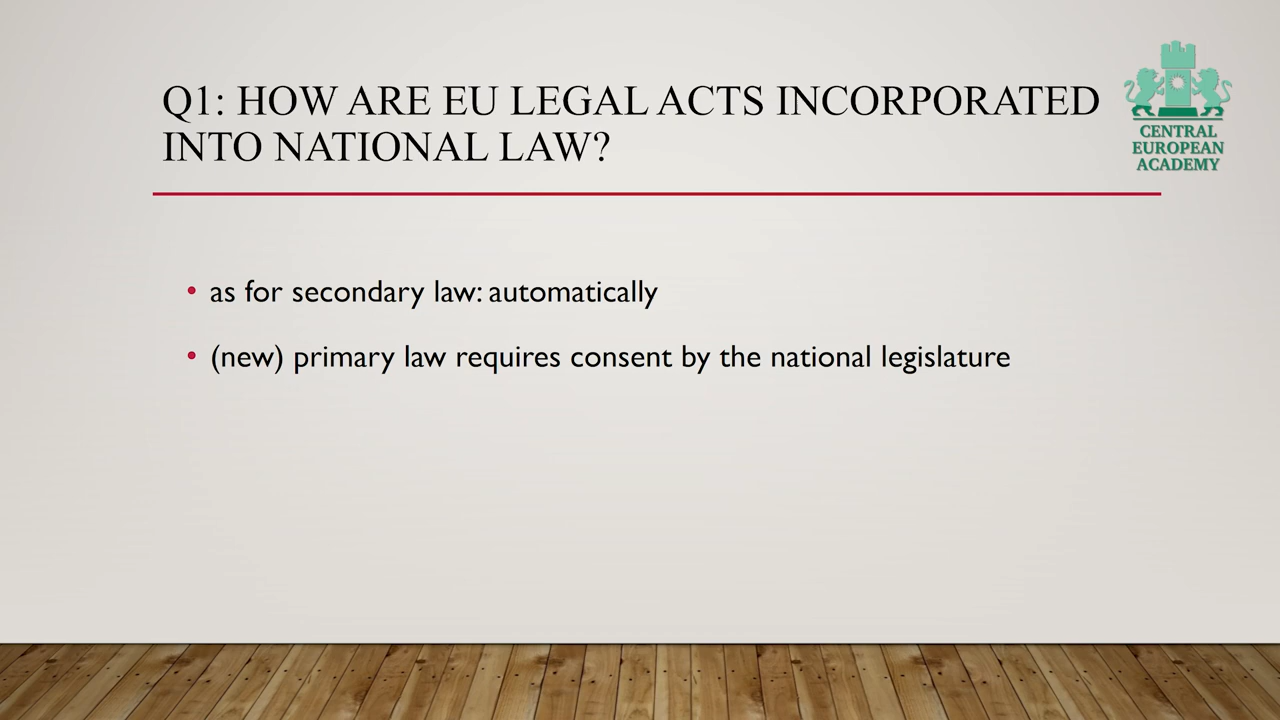 Q1: HOW ARE EU LEGAL ACTS INCORPORATED
INTO NATIONAL LAW?
CENTRAL
EUROPEAN
ACADEMY
• as for secondary law: automatically
• (new) primary law requires consent by the national legislature